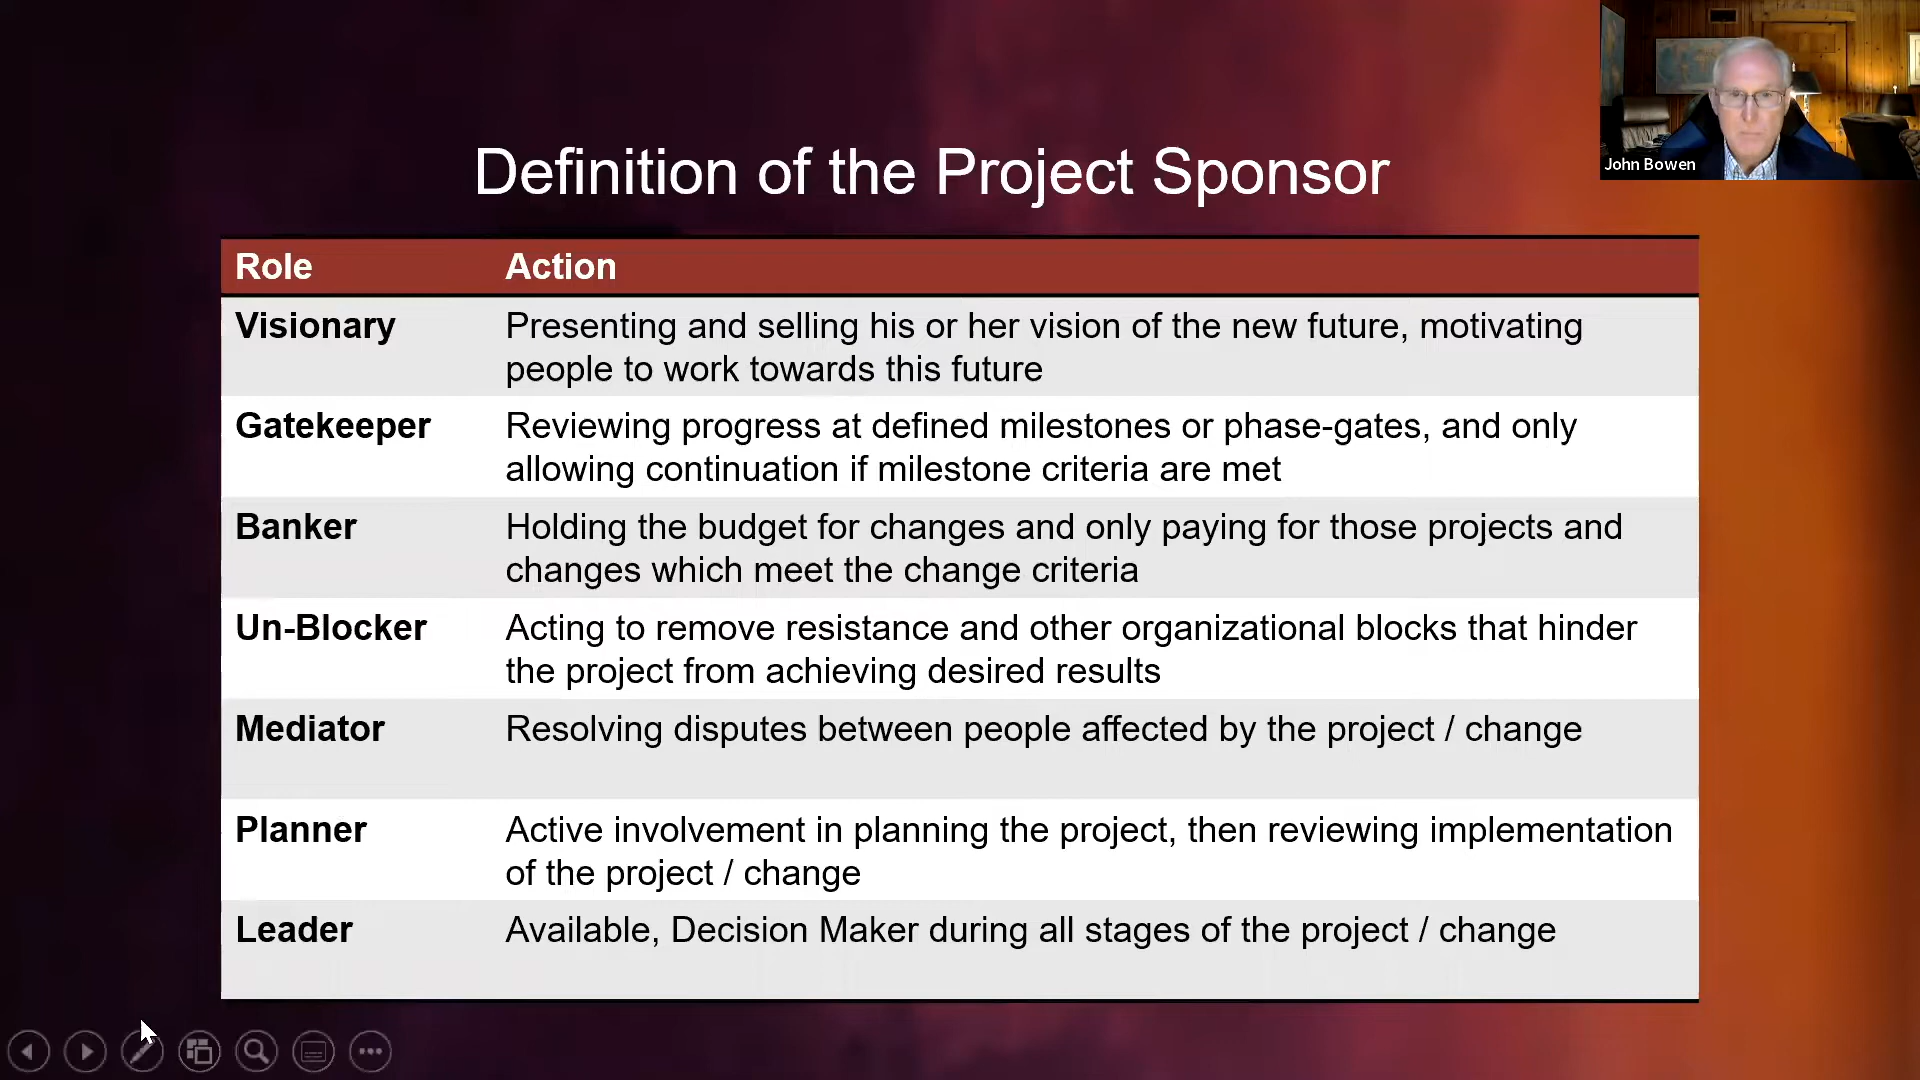 John Bowen
Definition of the Project Sponsor
Role Action
Visionary Presenting and selling his or her vision of the new future, motivating
people to work towards this future
Gatekeeper Reviewing progress at defined milestones or phase-gates, and only
allowing continuation if milestone criteria are met
Banker Holding the budget for changes and only paying for those projects and
changes which meet the change criteria
Un-Blocker Acting to remove resistance and other organizational blocks that hinder
the project from achieving desired results
Mediator Resolving disputes between people affected by the project / change
Planner Active involvement in planning the project, then reviewing implementation
of the project / change
Leader Available, Decision Maker during all stages of the project / change